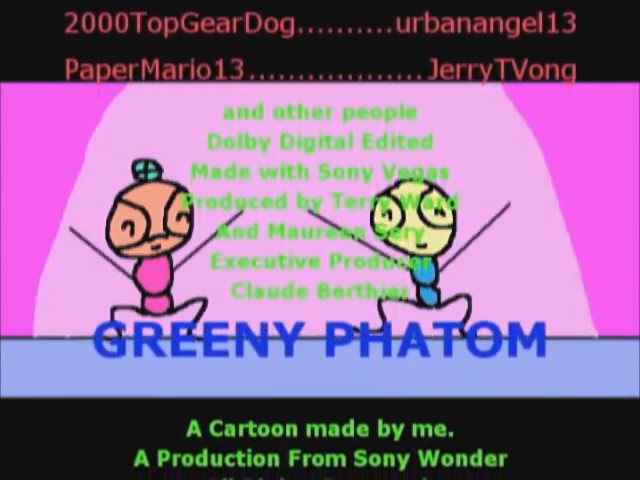 2000TopGearDog..........urbanangel13
PaperMario13..................JerryTVong
and other people
Dolby Digital Edited
Made with Sony Vegas
Produced by Terry Ward
And Maureen Sery
Executive Producer
Claude Berthier
GREENY PHATOM
A Cartoon made by me.
A Production From Sony Wonder